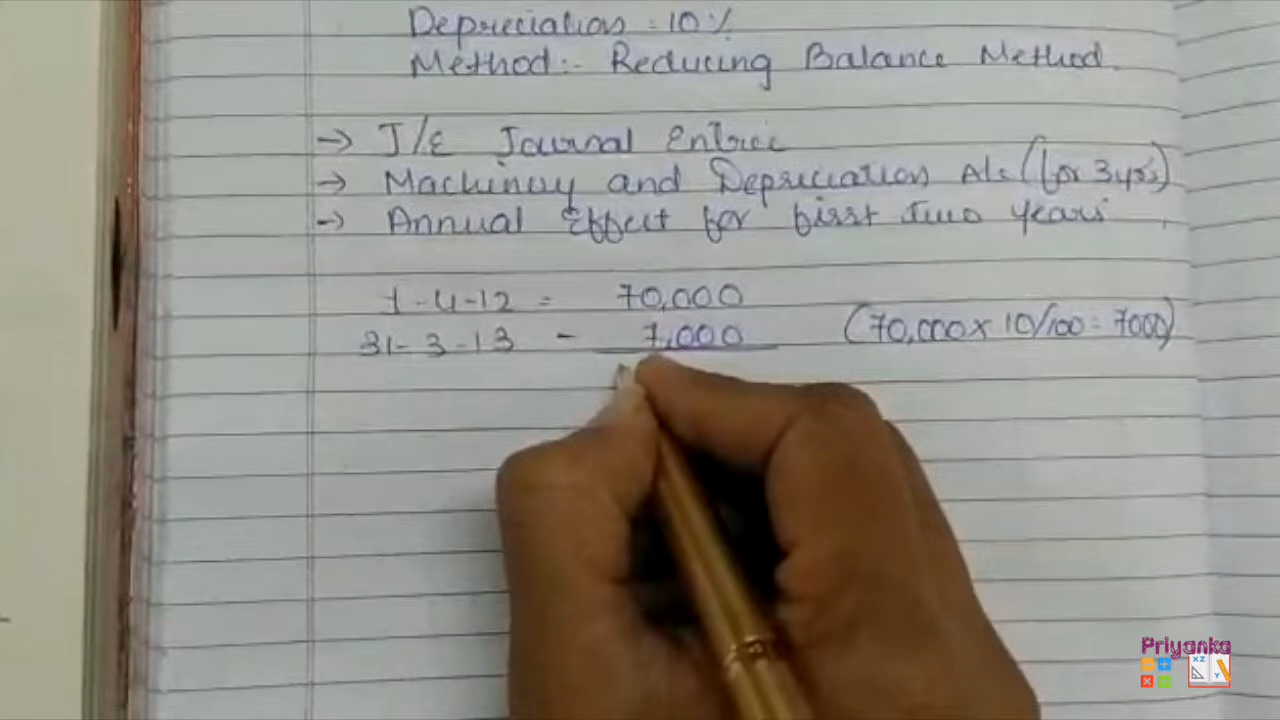 Depreciation = 10%
Method:- Reducing Balance Method.
→ J/E Journal Entries
→ Machinery and Depreciation A/c (for 3 yrs)
→ Annual Effect for first Two years
1-4-12 = 70,000
31-3-13 - 7,000 (70,000 x 10/100 = 7000)
Priyanka